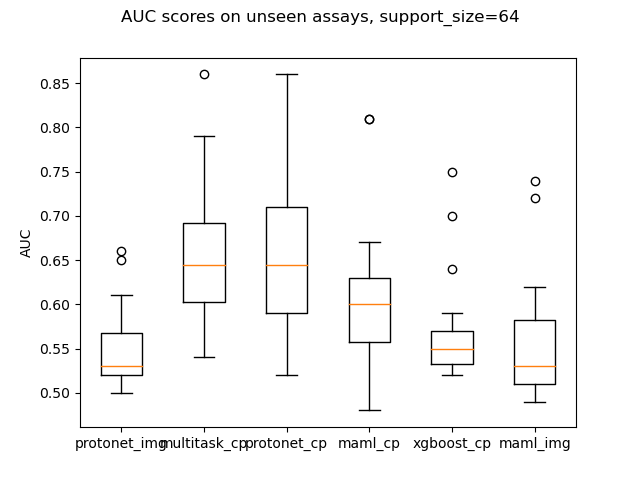 AUC scores on unseen assays, support_size=64
AUC
0.85
0.80
0.75
0.70
0.65
0.60
0.55
0.50
protonet_img multitask_cp protonet_cp maml_cp xgboost_cp maml_img